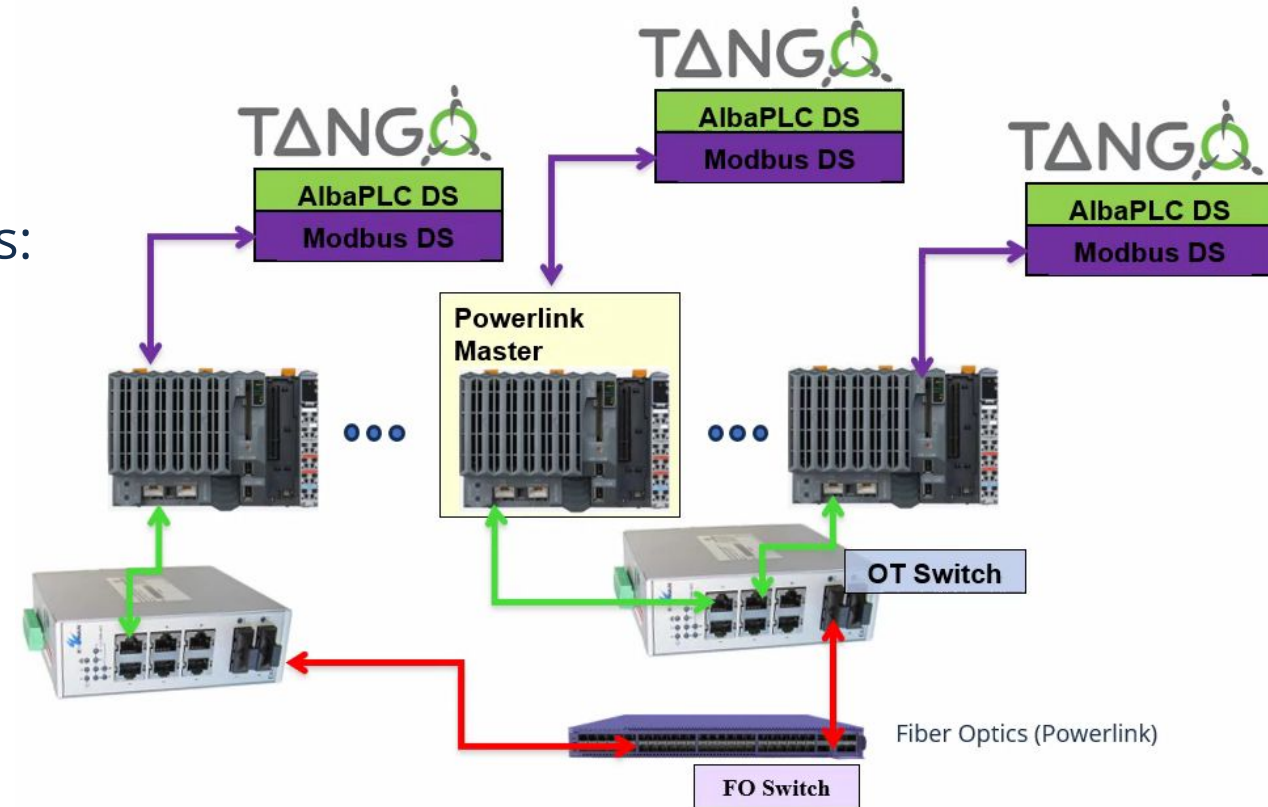 TANGO
AlbaPLC DS
Modbus DS
TANGO
AlbaPLC DS
Modbus DS
TANGO
AlbaPLC DS
Modbus DS
s:
Powerlink
Master
OT Switch
Fiber Optics (Powerlink)
FO Switch